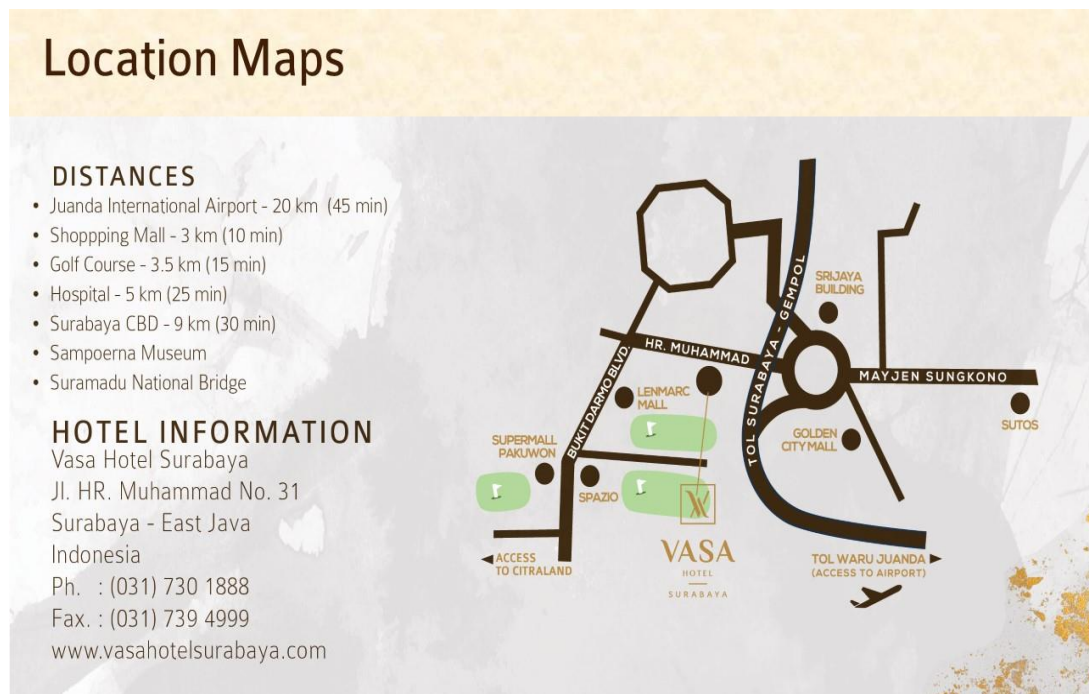 Location Maps
DISTANCES
• Juanda International Airport - 20 km (45 min)
• Shoppping Mall - 3 km (10 min)
• Golf Course - 3.5 km (15 min)
• Hospital - 5 km (25 min)
• Surabaya CBD - 9 km (30 min)
• Sampoerna Museum
• Suramadu National Bridge
HOTEL INFORMATION
Vasa Hotel Surabaya
Jl. HR. Muhammad No. 31
Surabaya - East Java
Indonesia
Ph. : (031) 730 1888
Fax. : (031) 739 4999
www.vasahotelsurabaya.com
TOL SURABAYA - GEMPOL
SRIJAYA
BUILDING
HR. MUHAMMAD
MAYJEN SUNGKONO
BUKIT DARMO BLVD.
LENMARC
MALL
SUTOS
GOLDEN
CITY MALL
SUPERMALL
PAKUWON
SPAZIO
VASA
HOTEL
SURABAYA
ACCESS
TO CITRALAND
TOL WARU JUANDA
(ACCESS TO AIRPORT)